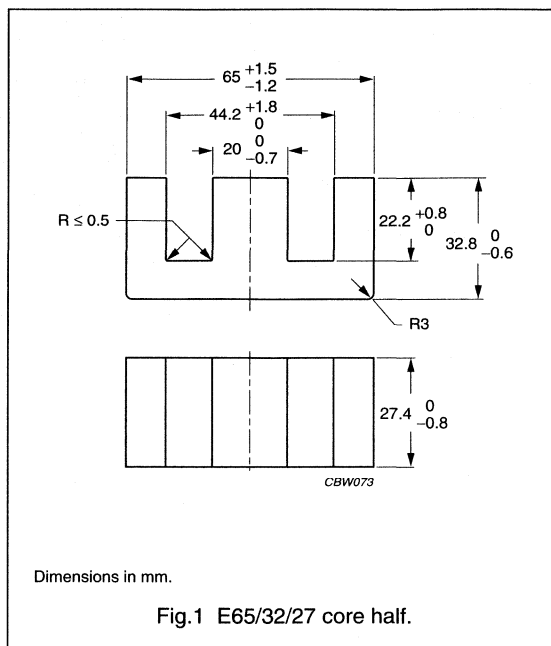 65 +1.5 −1.2
44.2 +1.8 0
20 0 −0.7
R ≤ 0.5
22.2 +0.8 0
32.8 0 −0.6
R3
27.4 0 −0.8
CBW073
Dimensions in mm.
Fig.1 E65/32/27 core half.